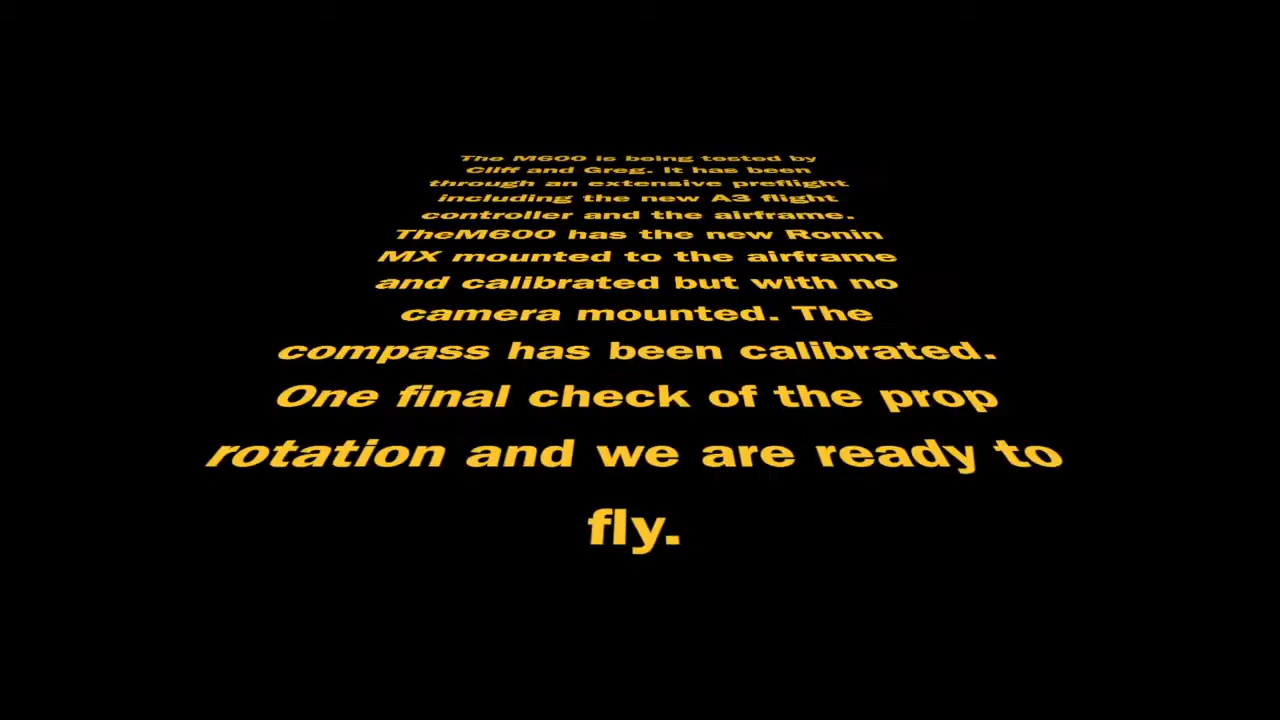 The M600 is being tested by
Cliff and Greg. It has been
through an extensive preflight
including the new A3 flight
controller and the airframe.
TheM600 has the new Ronin
MX mounted to the airframe
and calibrated but with no
camera mounted. The
compass has been calibrated.
One final check of the prop
rotation and we are ready to
fly.